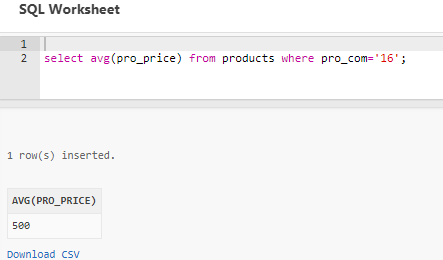 SQL Worksheet
1
2 select avg(pro_price) from products where pro_com='16';
1 row(s) inserted.
AVG(PRO_PRICE)
500
Download CSV